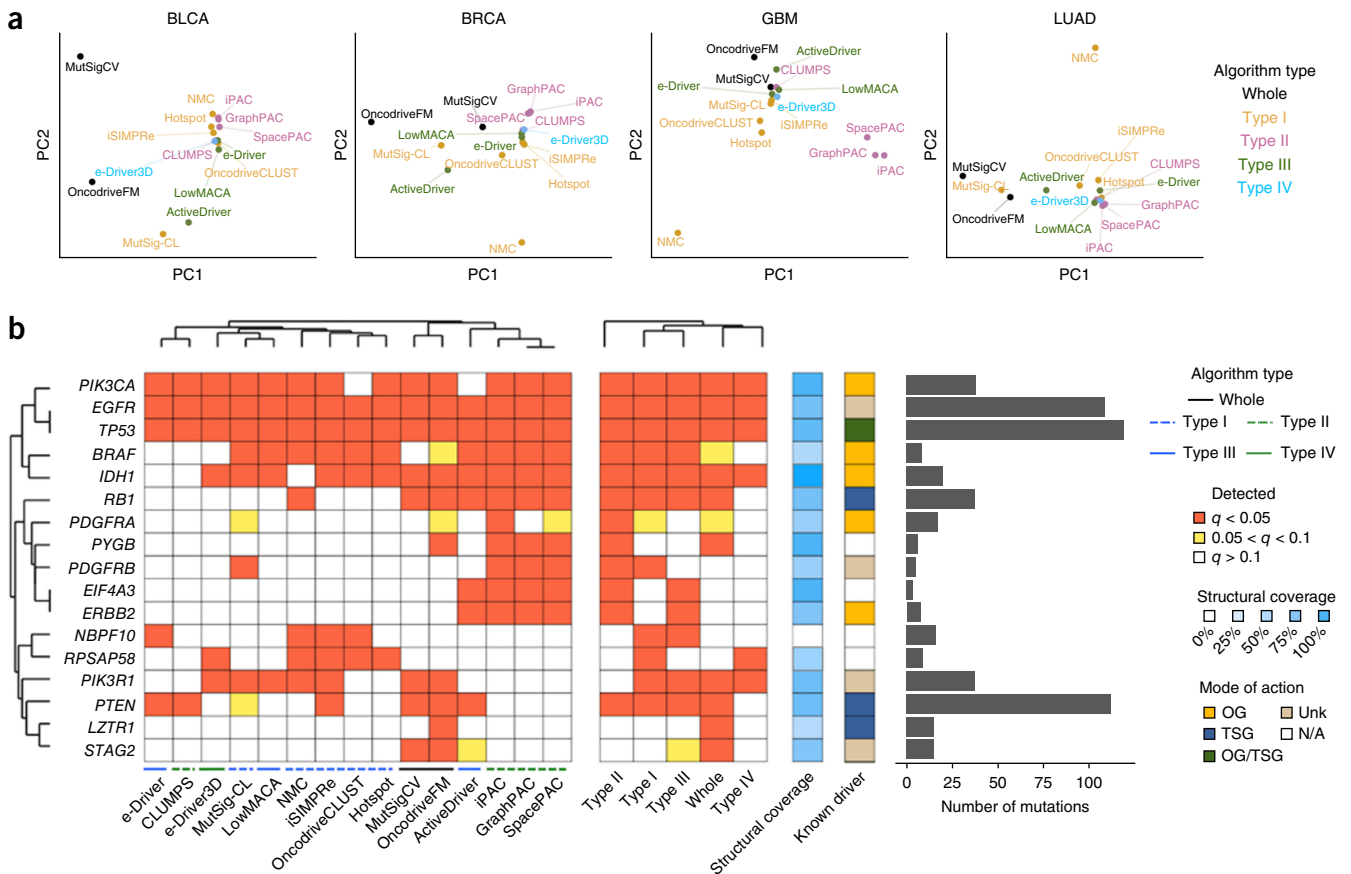 a
BLCA
BRCA
GBM
LUAD
MutSigCV
NMC
iPAC
Hotspot
GraphPAC
iSIMPRe
SpacePAC
CLUMPS
e-Driver
e-Driver3D
OncodriveCLUST
OncodriveFM
LowMACA
ActiveDriver
MutSig-CL
PC2
PC1
GraphPAC
MutSigCV
iPAC
OncodriveFM
SpacePAC
CLUMPS
LowMACA
e-Driver3D
e-Driver
MutSig-CL
OncodriveCLUST
iSIMPRe
ActiveDriver
Hotspot
NMC
PC2
PC1
OncodriveFM
ActiveDriver
CLUMPS
MutSigCV
e-Driver
LowMACA
MutSig-CL
e-Driver3D
OncodriveCLUST
iSIMPRe
SpacePAC
Hotspot
GraphPAC
iPAC
NMC
PC2
PC1
NMC
iSIMPRe
OncodriveCLUST
CLUMPS
MutSigCV
ActiveDriver
Hotspot
e-Driver
MutSig-CL
e-Driver3D
GraphPAC
OncodriveFM
SpacePAC
LowMACA
iPAC
PC2
PC1
Algorithm type
Whole
Type I
Type II
Type III
Type IV
b
PIK3CA
EGFR
TP53
BRAF
IDH1
RB1
PDGFRA
PYGB
PDGFRB
EIF4A3
ERBB2
NBPF10
RPSAP58
PIK3R1
PTEN
LZTR1
STAG2
e-Driver
CLUMPS
e-Driver3D
MutSig-CL
LowMACA
NMC
iSIMPRe
OncodriveCLUST
Hotspot
MutSigCV
OncodriveFM
ActiveDriver
iPAC
GraphPAC
SpacePAC
Type II
Type I
Type III
Whole
Type IV
Structural coverage
Known driver
0 25 50 75 100
Number of mutations
Algorithm type
Whole
Type I Type II
Type III Type IV
Detected
q < 0.05
0.05 < q < 0.1
q > 0.1
Structural coverage
0% 25% 50% 75% 100%
Mode of action
OG Unk
TSG N/A
OG/TSG